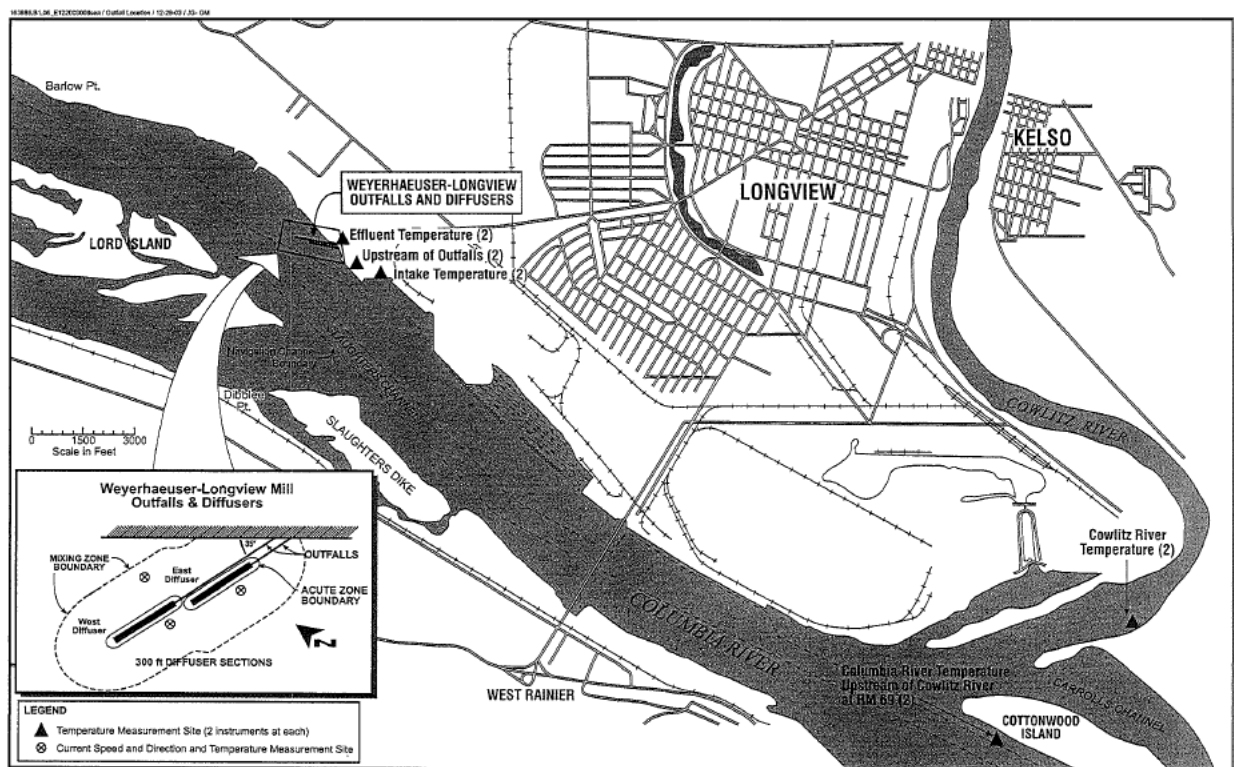 Barlow Pt.
LORD ISLAND
WEYERHAEUSER-LONGVIEW
OUTFALLS AND DIFFUSERS
Effluent Temperature (2)
Upstream of Outfalls (2)
Intake Temperature (2)
LONGVIEW
KELSO
Navigation Channel
Boundary
Pt.
SLAUGHTERS DIKE
0 1500 3000
Scale in Feet
COWLITZ RIVER
Cowlitz River
Temperature (2)
COLUMBIA RIVER
Columbia River Temperature
Upstream of Cowlitz River
at RM 69 (2)
CARROLLS CHANNEL
COTTONWOOD
ISLAND
WEST RAINIER
Weyerhaeuser-Longview Mill
Outfalls & Diffusers
MIXING ZONE
BOUNDARY
35°
OUTFALLS
East
Diffuser
ACUTE ZONE
BOUNDARY
West
Diffuser
N
300 ft DIFFUSER SECTIONS
LEGEND
Temperature Measurement Site (2 instruments at each)
Current Speed and Direction and Temperature Measurement Site